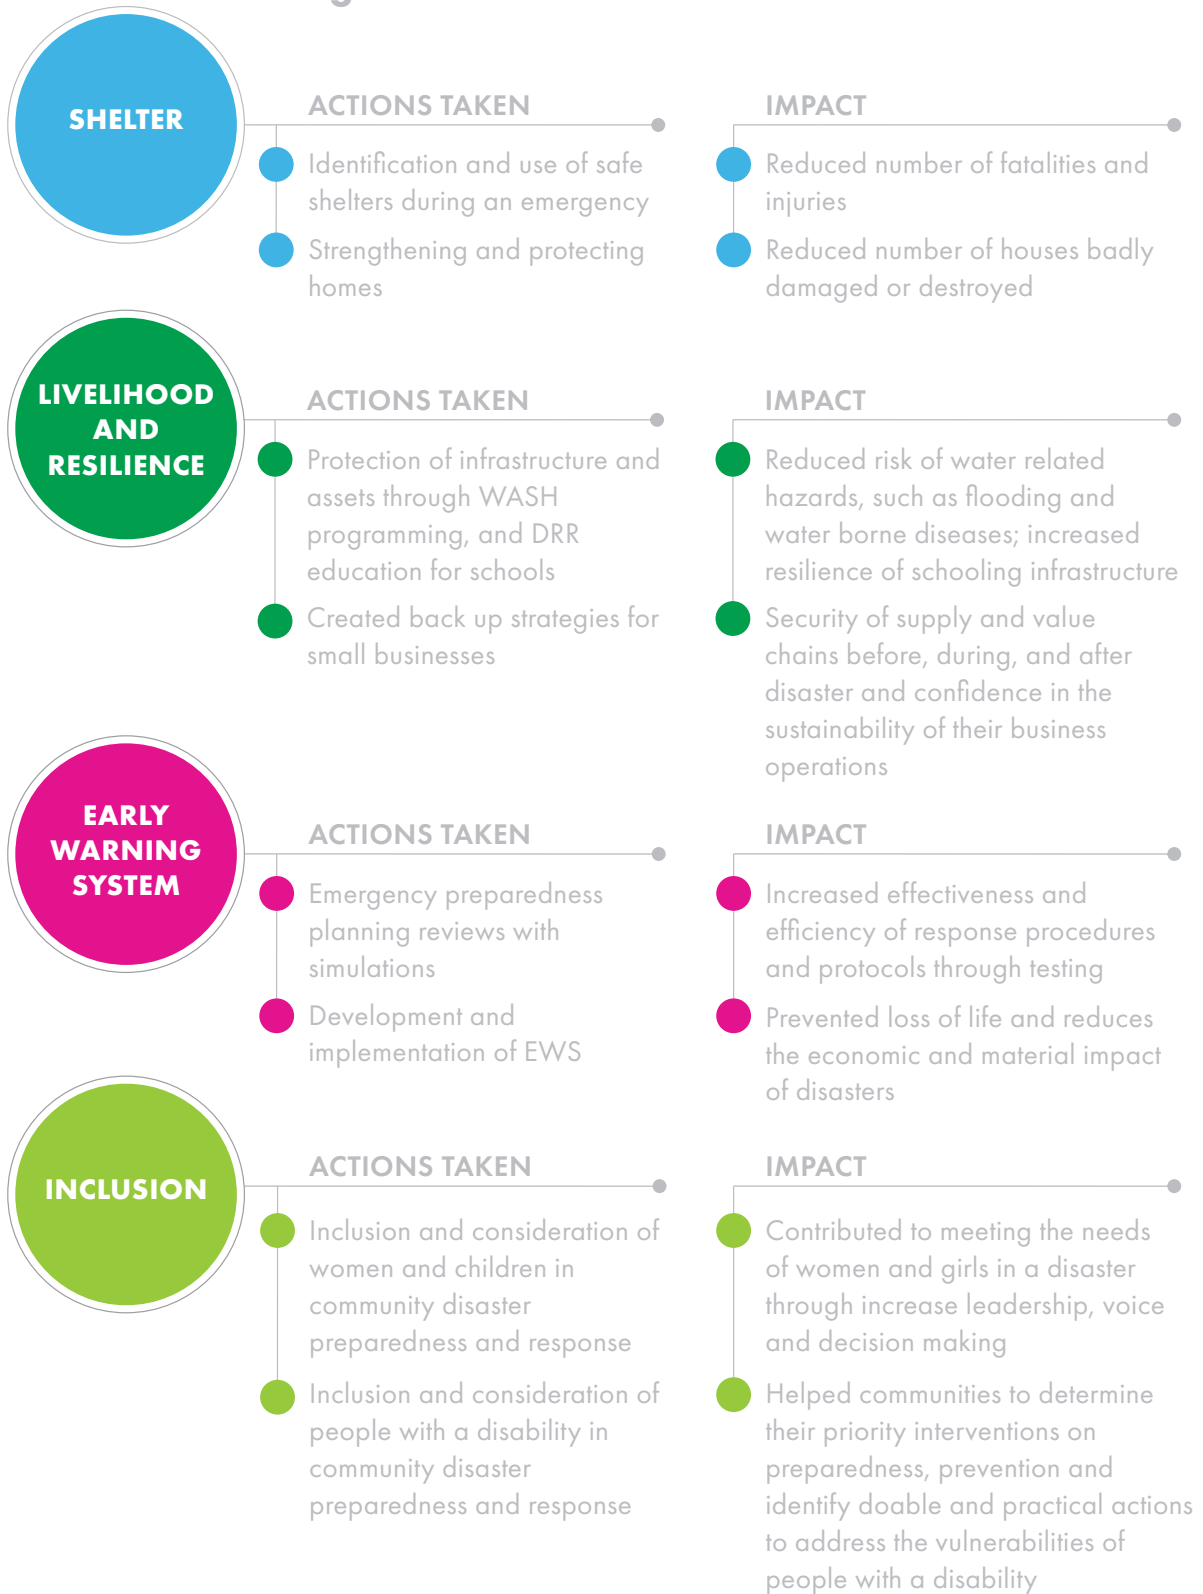 SHELTER
ACTIONS TAKEN
Identification and use of safe
shelters during an emergency
Strengthening and protecting
homes
IMPACT
Reduced number of fatalities and
injuries
Reduced number of houses badly
damaged or destroyed
LIVELIHOOD
AND
RESILIENCE
ACTIONS TAKEN
Protection of infrastructure and
assets through WASH
programming, and DRR
education for schools
Created back up strategies for
small businesses
IMPACT
Reduced risk of water related
hazards, such as flooding and
water borne diseases; increased
resilience of schooling infrastructure
Security of supply and value
chains before, during, and after
disaster and confidence in the
sustainability of their business
operations
EARLY
WARNING
SYSTEM
ACTIONS TAKEN
Emergency preparedness
planning reviews with
simulations
Development and
implementation of EWS
IMPACT
Increased effectiveness and
efficiency of response procedures
and protocols through testing
Prevented loss of life and reduces
the economic and material impact
of disasters
INCLUSION
ACTIONS TAKEN
Inclusion and consideration of
women and children in
community disaster
preparedness and response
Inclusion and consideration of
people with a disability in
community disaster
preparedness and response
IMPACT
Contributed to meeting the needs
of women and girls in a disaster
through increase leadership, voice
and decision making
Helped communities to determine
their priority interventions on
preparedness, prevention and
identify doable and practical actions
to address the vulnerabilities of
people with a disability